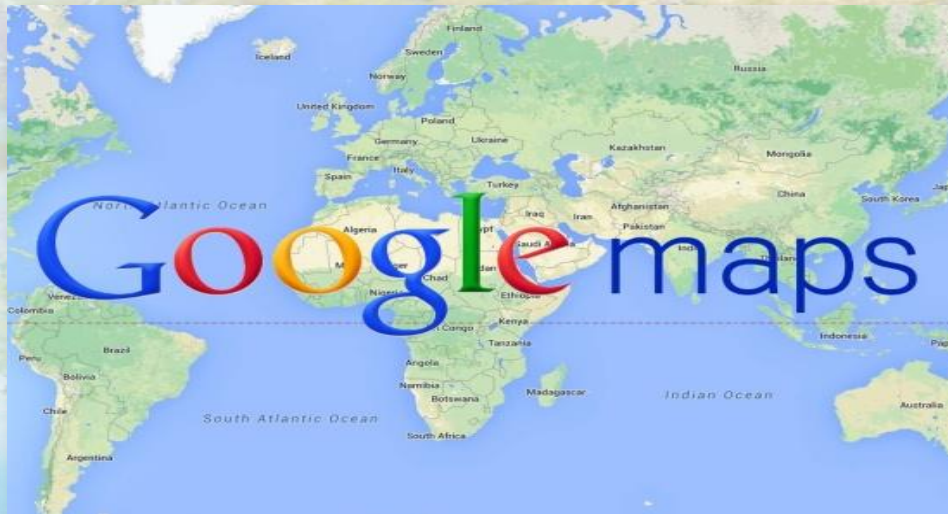 Finland
Iceland
Sweden
Russia
Norway
United Kingdom
Poland
Germany
Ukraine
Kazakhstan
Mongolia
France
Italy
Spain
Turkey
China
South Korea
Iraq
Iran
Afghanistan
Pakistan
Algeria
Google maps
Chad
Ethiopia
Colombia
Kenya
Congo
Tanzania
Indonesia
Peru
Brazil
Angola
Bolivia
Namibia
Botswana
Madagascar
Indian Ocean
Chile
South Atlantic Ocean
Australia
South Africa
Argentina